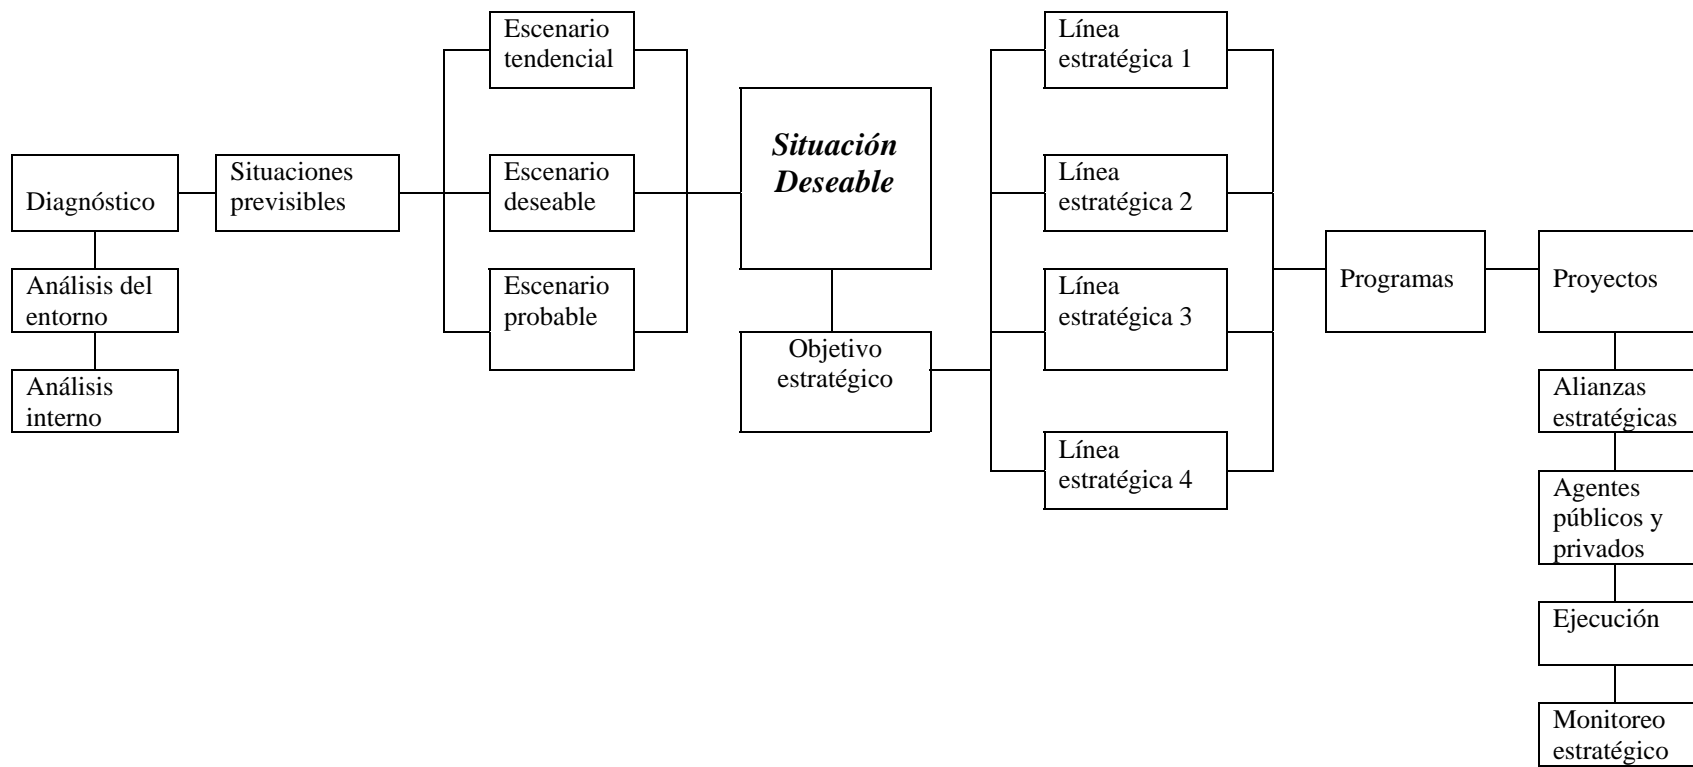 Diagnóstico
Análisis del
entorno
Análisis
interno
Situaciones
previsibles
Escenario
tendencial
Escenario
deseable
Escenario
probable
Situación
Deseable
Objetivo
estratégico
Línea
estratégica 1
Línea
estratégica 2
Línea
estratégica 3
Línea
estratégica 4
Programas
Proyectos
Alianzas
estratégicas
Agentes
públicos y
privados
Ejecución
Monitoreo
estratégico